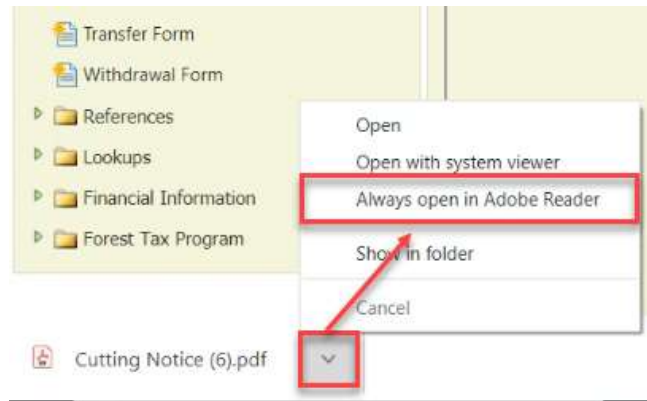 Transfer Form
Withdrawal Form
References
Lookups
Financial Information
Forest Tax Program
Open
Open with system viewer
Always open in Adobe Reader
Show in folder
Cancel
Cutting Notice (6).pdf